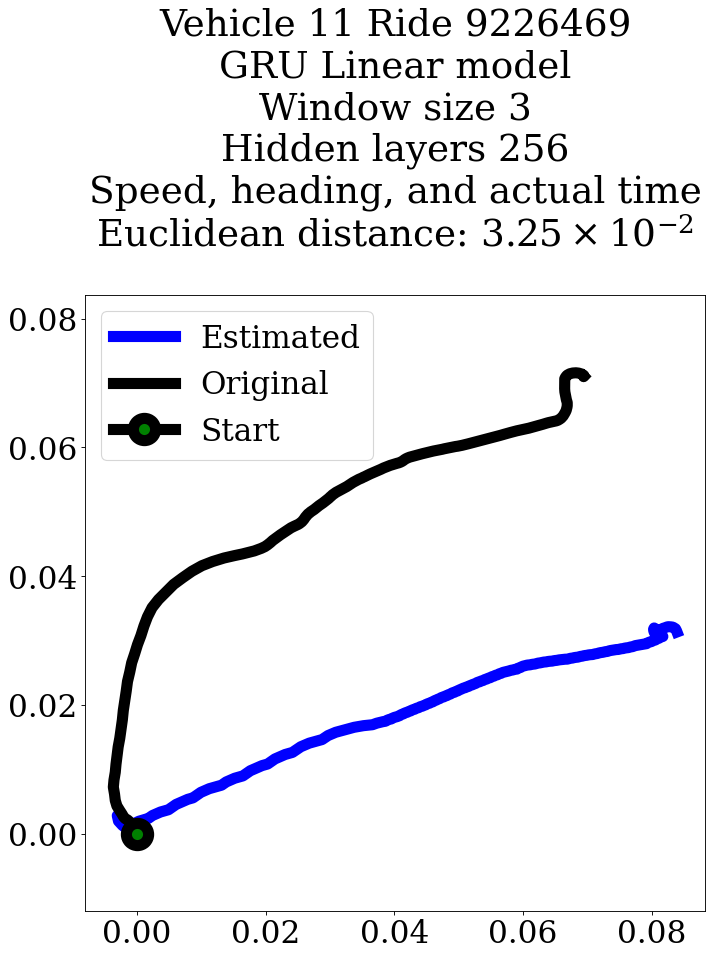 Vehicle 11 Ride 9226469
GRU Linear model
Window size 3
Hidden layers 256
Speed, heading, and actual time
Euclidean distance: 3.25 × 10⁻²
Estimated
Original
Start
0.08
0.06
0.04
0.02
0.00
0.00 0.02 0.04 0.06 0.08